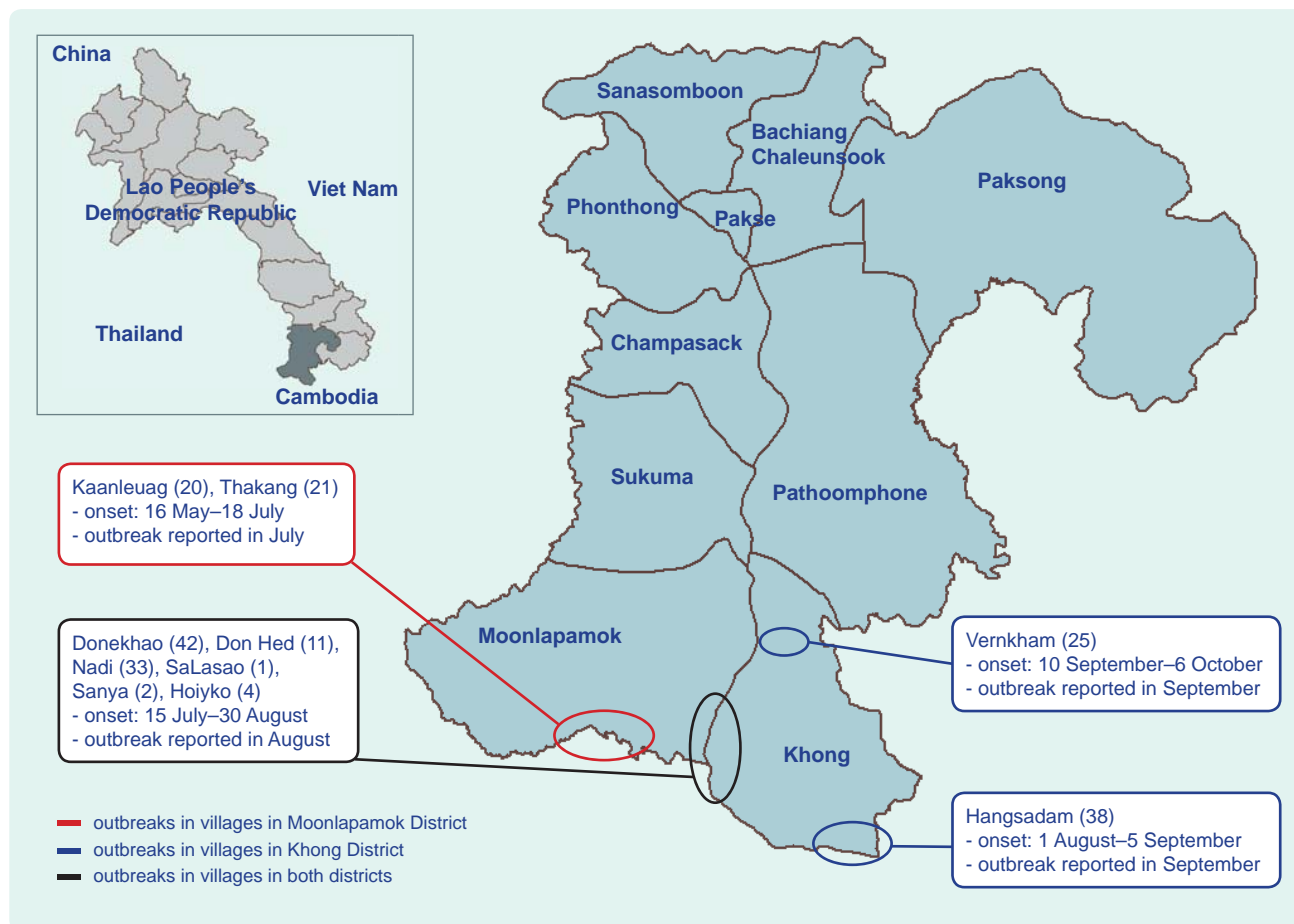 China
Lao People's
Democratic Republic
Viet Nam
Thailand
Cambodia
Sanasomboon
Bachiang
Chaleunsook
Paksong
Phonthong
Pakse
Champasack
Sukuma
Pathoomphone
Moonlapamok
Khong
Kaanleuag (20), Thakang (21)
- onset: 16 May–18 July
- outbreak reported in July
Donekhao (42), Don Hed (11),
Nadi (33), SaLasao (1),
Sanya (2), Hoiyko (4)
- onset: 15 July–30 August
- outbreak reported in August
Vernkham (25)
- onset: 10 September–6 October
- outbreak reported in September
Hangsadam (38)
- onset: 1 August–5 September
- outbreak reported in September
outbreaks in villages in Moonlapamok District
outbreaks in villages in Khong District
outbreaks in villages in both districts